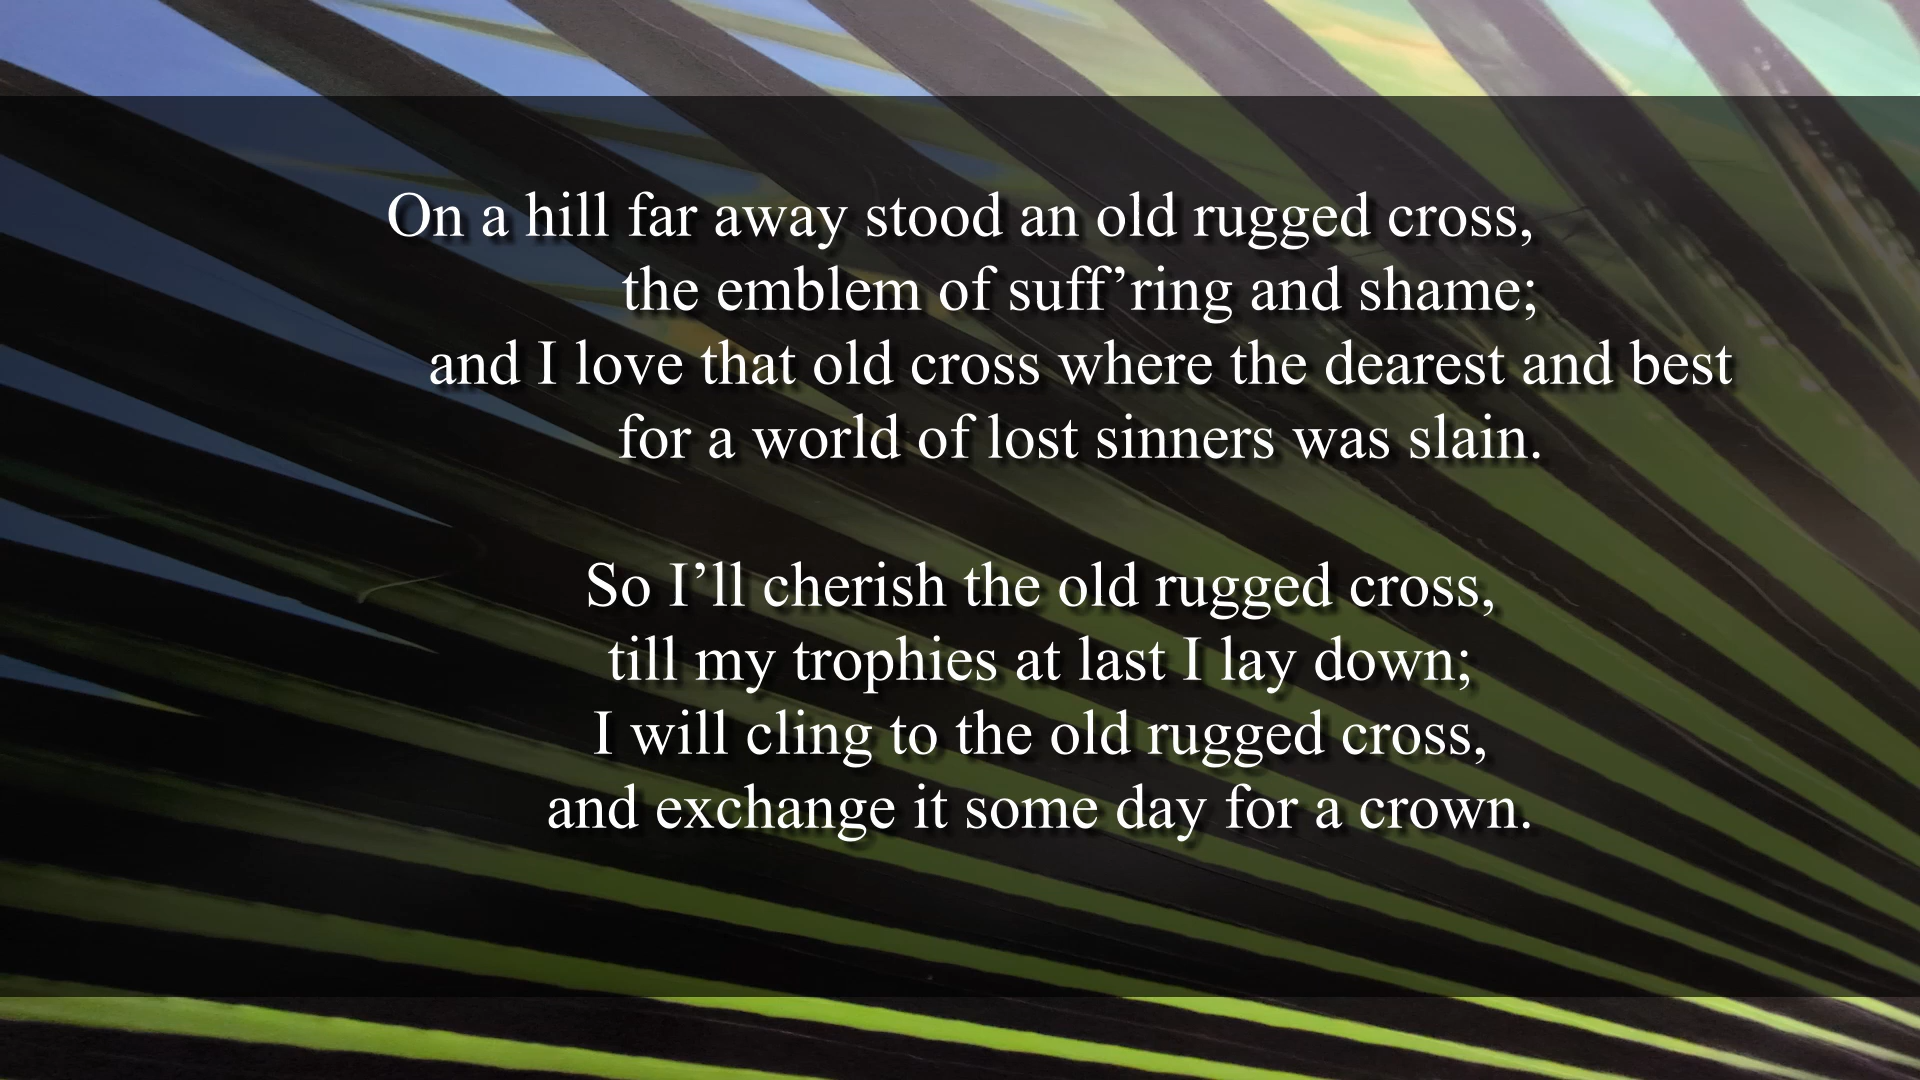 On a hill far away stood an old rugged cross,
the emblem of suff’ring and shame;
and I love that old cross where the dearest and best
for a world of lost sinners was slain.
So I’ll cherish the old rugged cross,
till my trophies at last I lay down;
I will cling to the old rugged cross,
and exchange it some day for a crown.